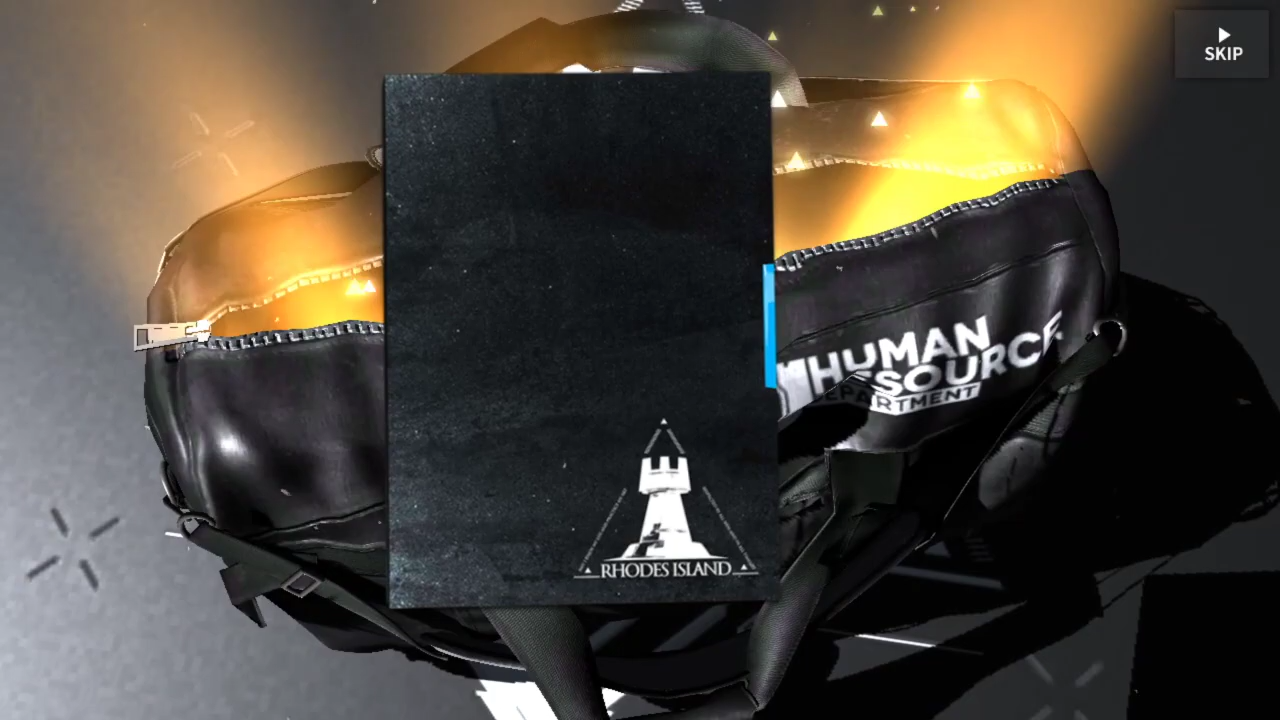 SKIP
HUMAN
RESOURCE
DEPARTMENT
RHODES ISLAND